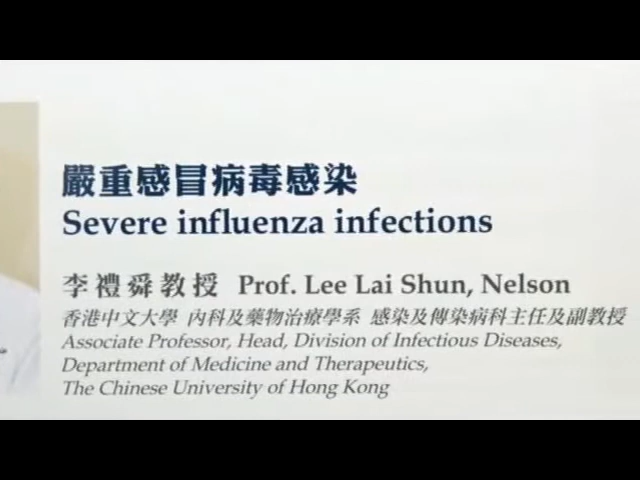 嚴重感冒病毒感染
Severe influenza infections
李禮舜教授 Prof. Lee Lai Shun, Nelson
香港中文大學 內科及藥物治療學系 感染及傳染病科主任及副教授
Associate Professor, Head, Division of Infectious Diseases,
Department of Medicine and Therapeutics,
The Chinese University of Hong Kong